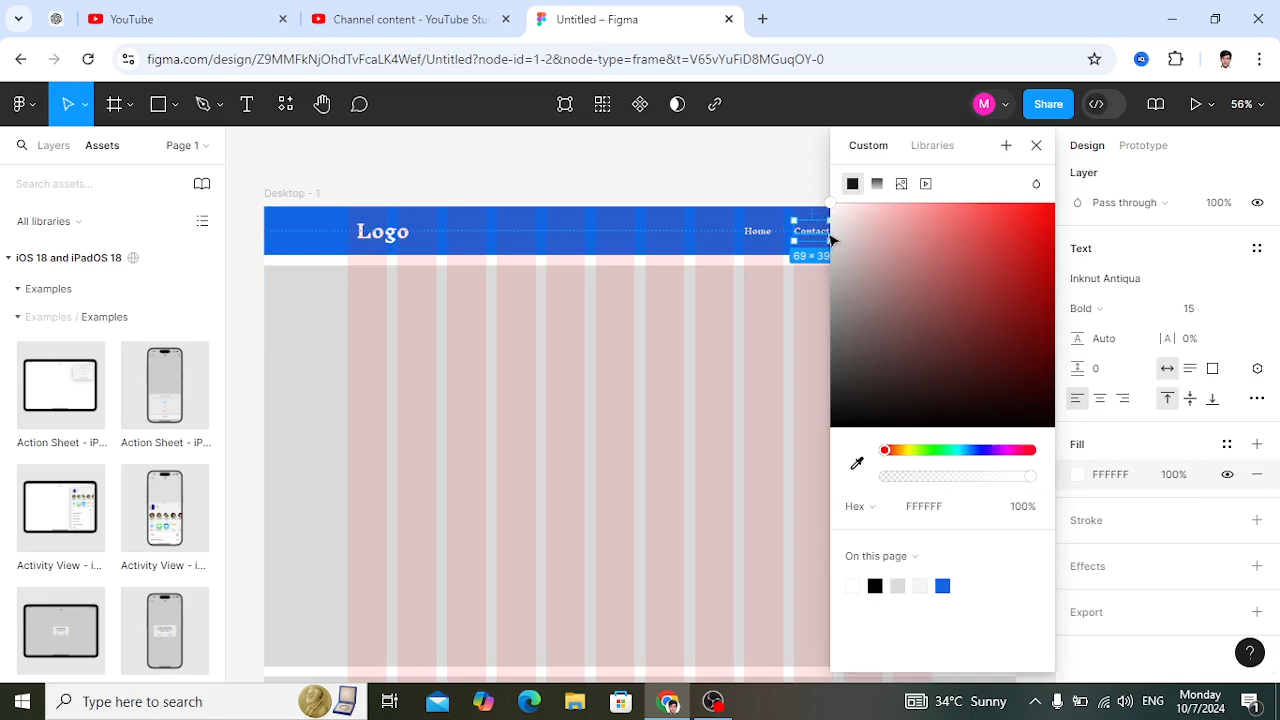 YouTube
Channel content - YouTube Stu
Untitled – Figma
figma.com/design/Z9MMFkNjOhdTvFcaLK4Wef/Untitled?node-id=1-2&node-type=frame&t=V65vYuFiD8MGuqOY-0
M
Share
56%
Layers
Assets
Page 1
Search assets...
All libraries
iOS 18 and iPadOS 18
Examples
Examples / Examples
Action Sheet - iP...
Action Sheet - iP...
Activity View - i...
Activity View - iP...
Desktop - 1
Logo
Home
Contact
69 × 39
Custom
Libraries
Hex
FFFFFF
100%
On this page
Design
Prototype
Layer
Pass through
100%
Text
Inknut Antiqua
Bold
15
A
Auto
|A|
0%
0
Fill
FFFFFF
100%
Stroke
Effects
Export
?
Type here to search
34°C Sunny
ENG
Monday
10/7/2024
1